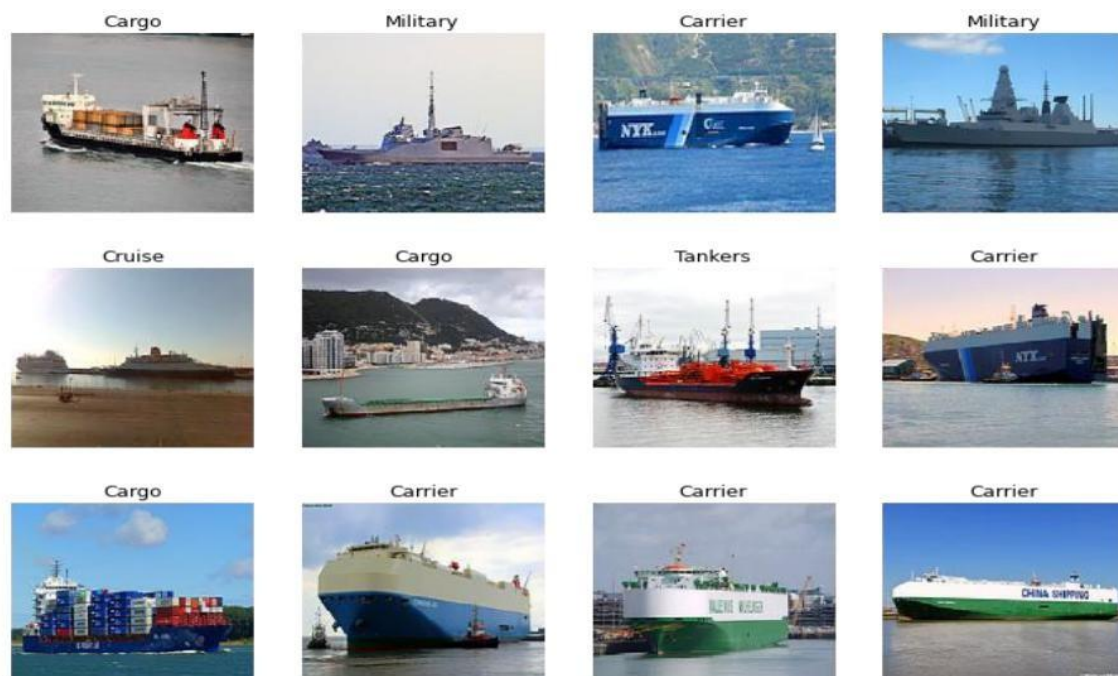 Cargo
Military
Carrier
Military
NYK
Cruise
Cargo
Tankers
Carrier
NYK
Cargo
Carrier
Carrier
Carrier
CHINA SHIPPING